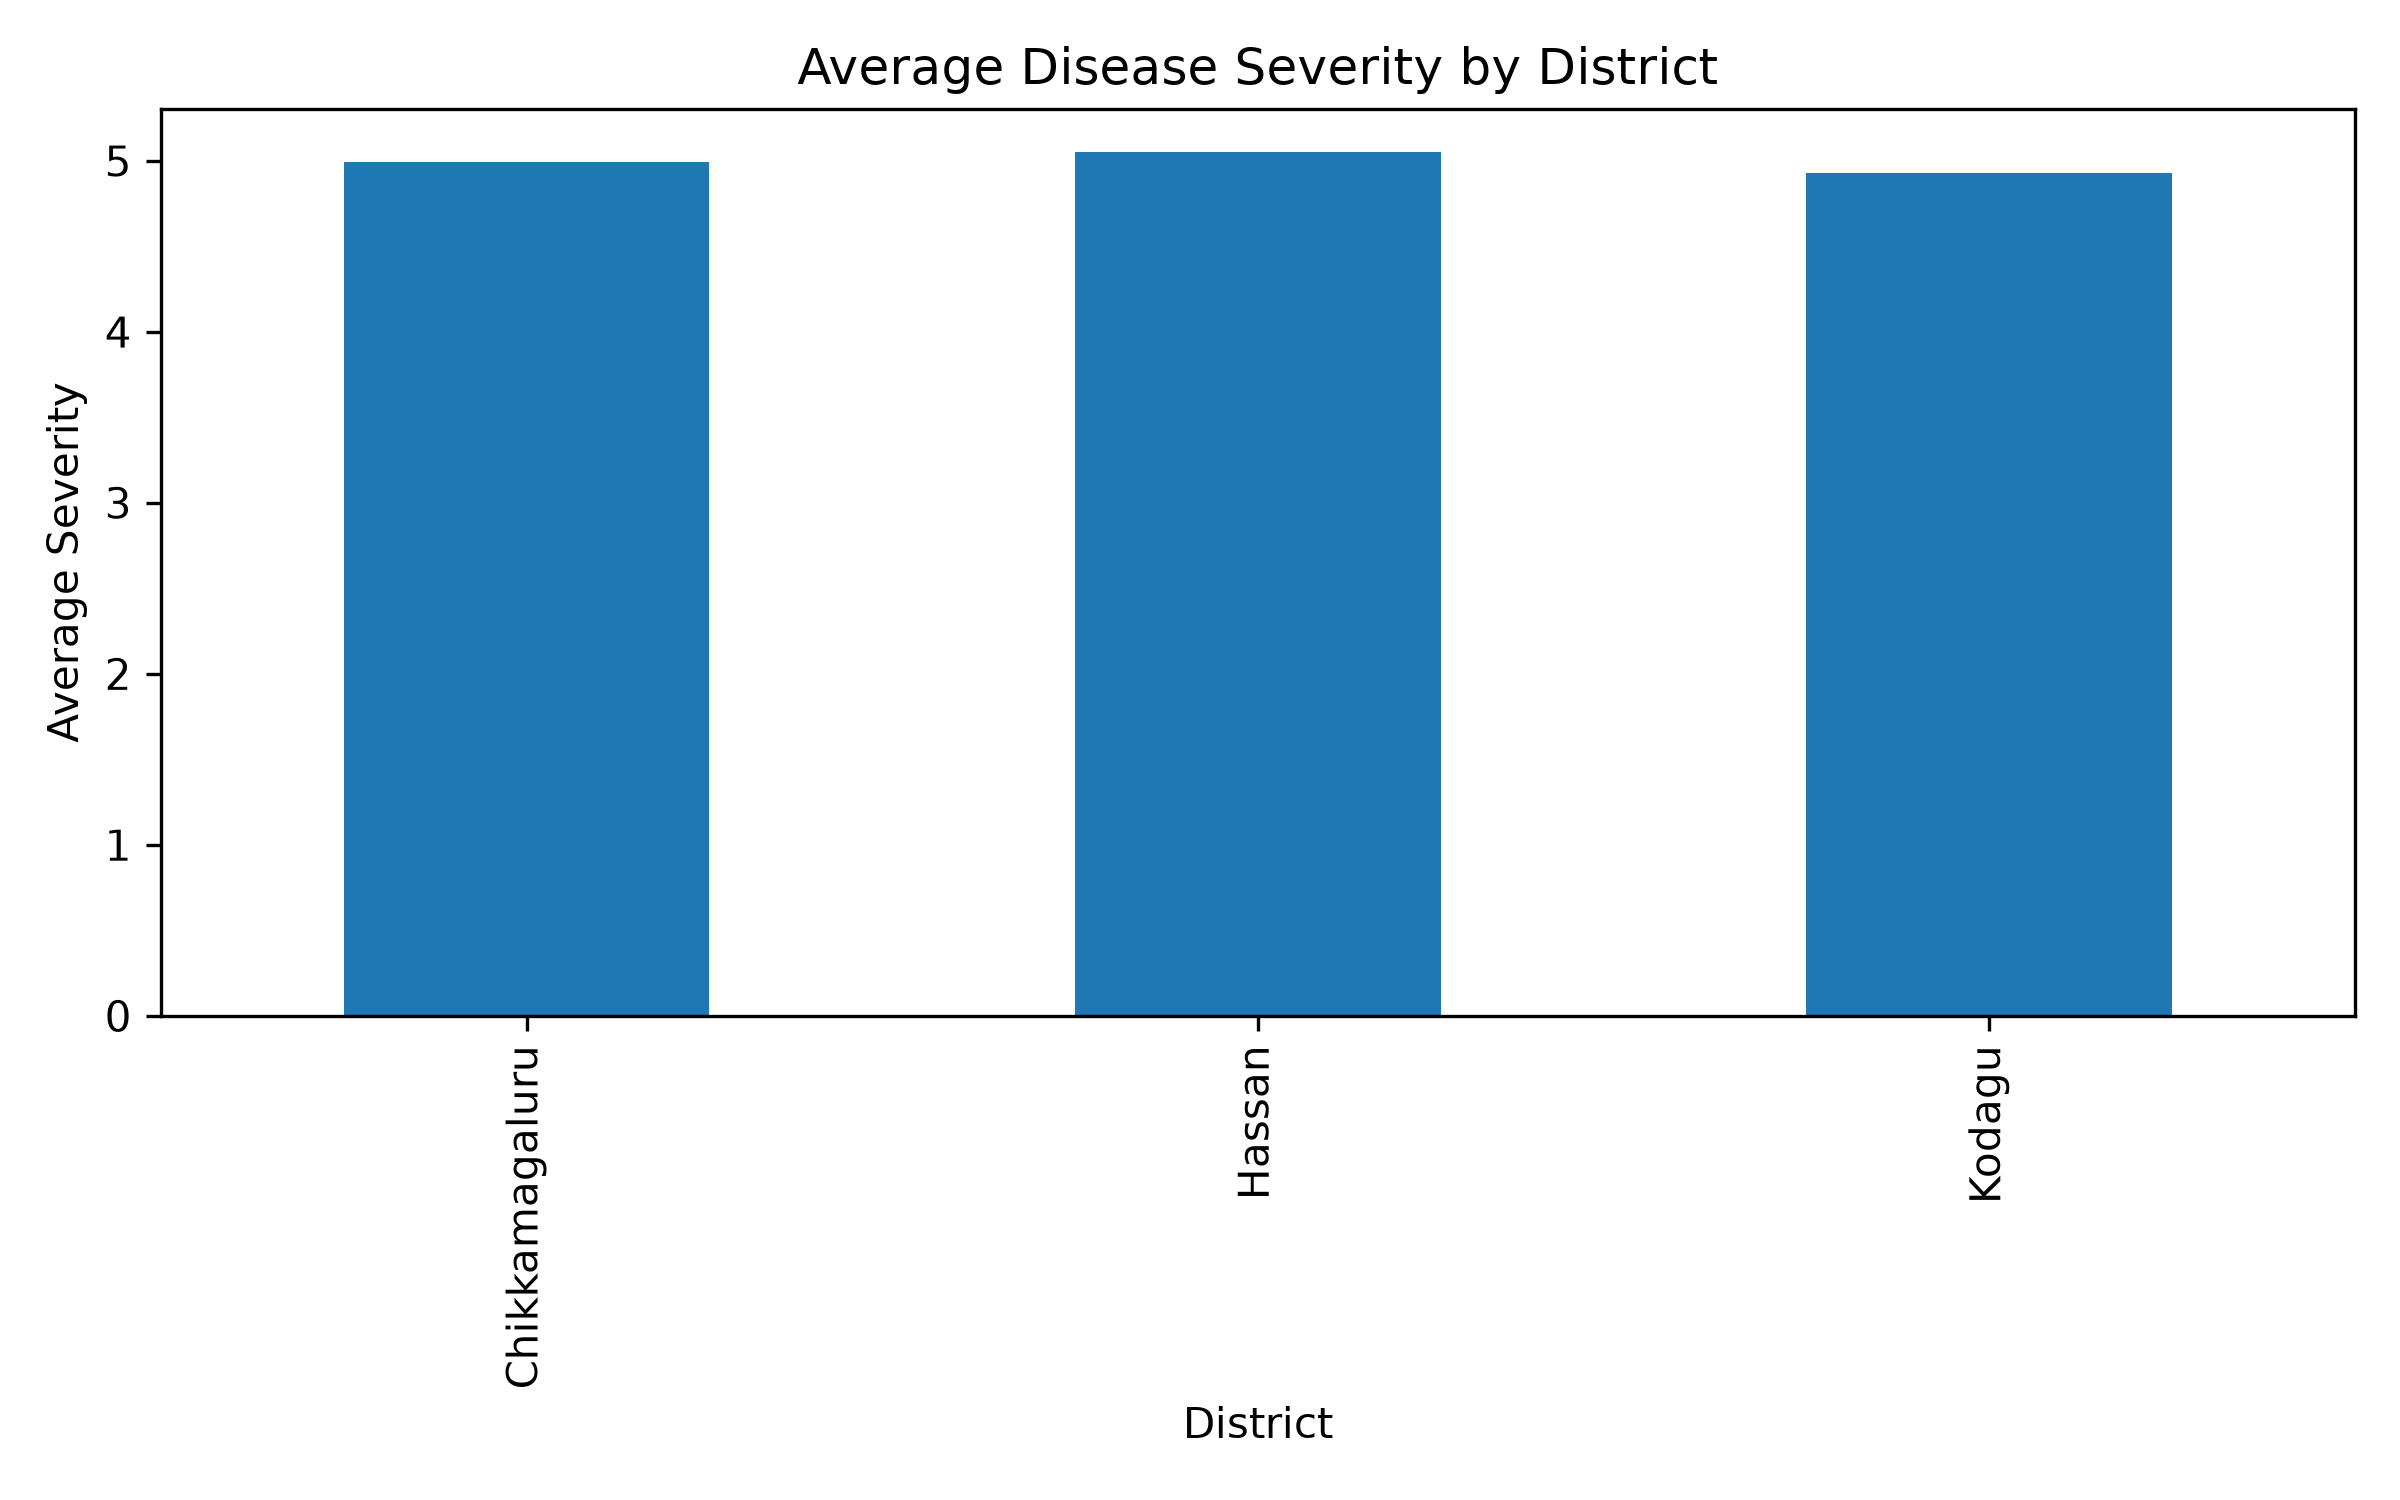 Average Disease Severity by District
Average Severity
5
4
3
2
1
0
Chikkamagaluru
Hassan
Kodagu
District